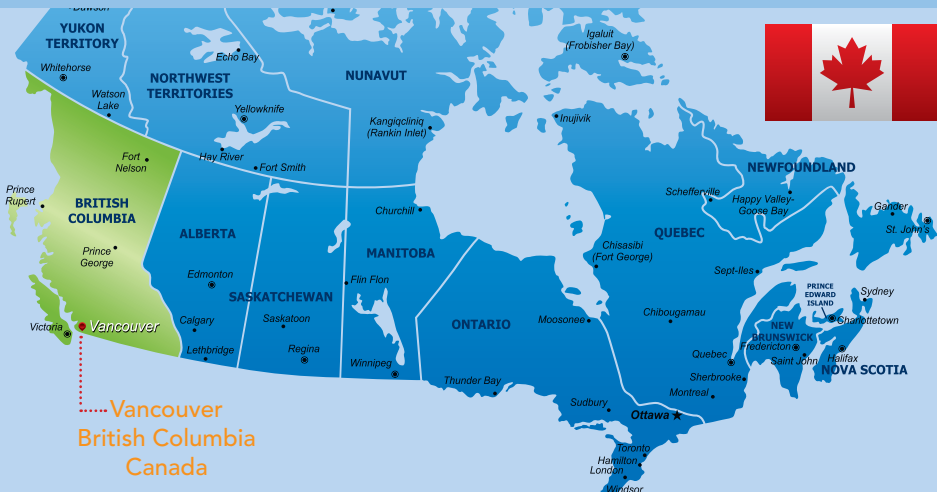 Dawson
YUKON
TERRITORY
Whitehorse
Watson
Lake
Echo Bay
NORTHWEST
TERRITORIES
Yellowknife
Hay River
Fort Smith
NUNAVUT
Kangiqcliniq
(Rankin Inlet)
Igaluit
(Frobisher Bay)
Inujivik
Fort
Nelson
Prince
Rupert
BRITISH
COLUMBIA
Prince
George
Victoria
Vancouver
ALBERTA
Edmonton
Calgary
Lethbridge
SASKATCHEWAN
Saskatoon
Regina
Churchill
MANITOBA
Flin Flon
Winnipeg
ONTARIO
Thunder Bay
Moosonee
Sudbury
Ottawa
Toronto
Hamilton
London
Windsor
NEWFOUNDLAND
Schefferville
Happy Valley-
Goose Bay
Gander
St. John's
QUEBEC
Chisasibi
(Fort George)
Sept-Iles
Chibougamau
Quebec
Sherbrooke
Montreal
PRINCE
EDWARD
ISLAND
Sydney
Charlottetown
NEW
BRUNSWICK
Fredericton
Saint John
Halifax
NOVA SCOTIA
Vancouver
British Columbia
Canada